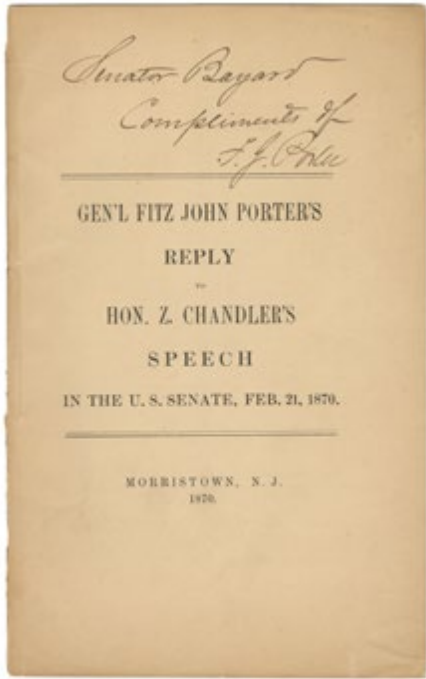 Senator Bayard
Compliments of
F. J. Porter
GEN'L FITZ JOHN PORTER'S
REPLY
TO
HON. Z. CHANDLER'S
SPEECH
IN THE U. S. SENATE, FEB. 21, 1870.
MORRISTOWN, N. J.
1870.